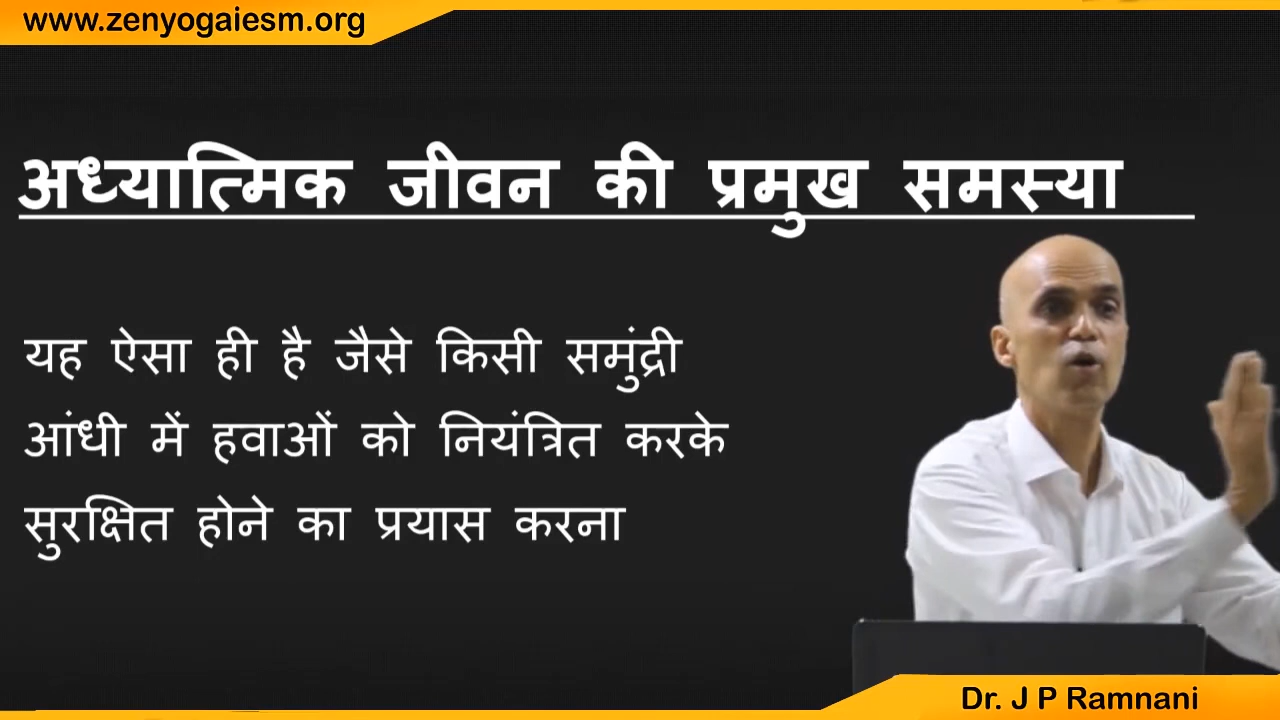 www.zenyogaiesm.org
अध्यात्मिक जीवन की प्रमुख समस्या
यह ऐसा ही है जैसे किसी समुंद्री
आंधी में हवाओं को नियंत्रित करके
सुरक्षित होने का प्रयास करना
Dr. J P Ramnani